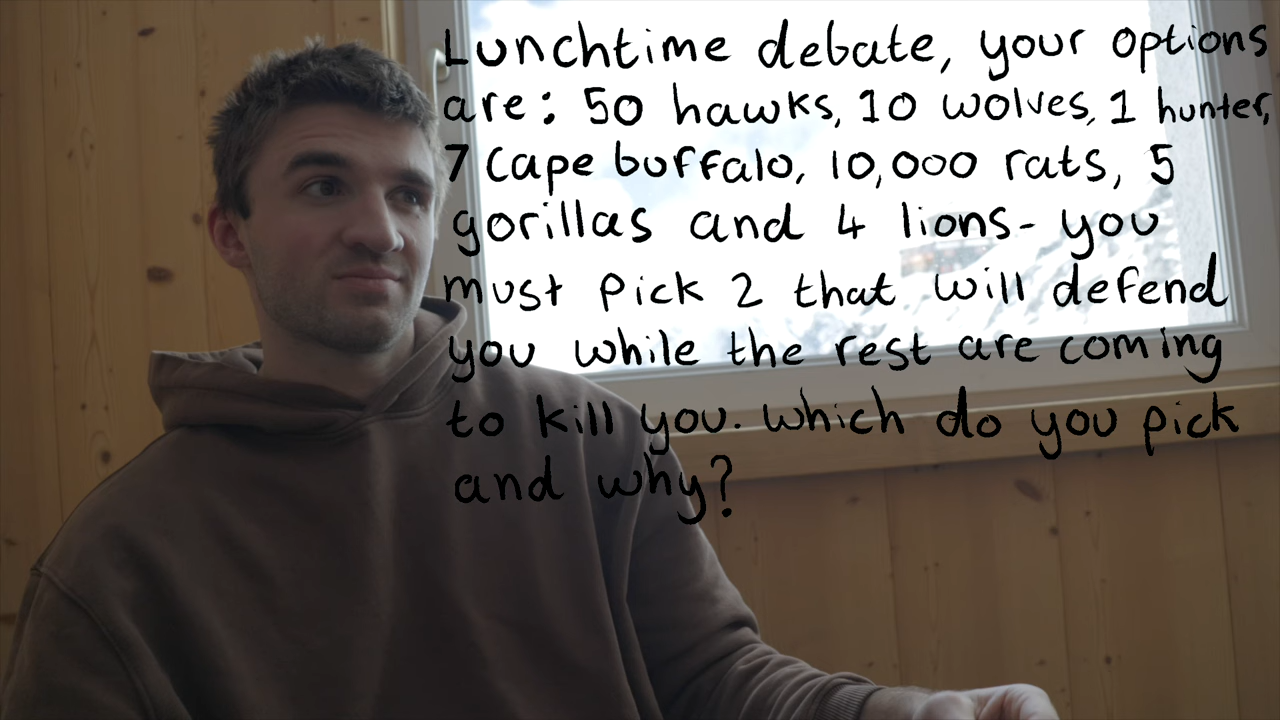 Lunchtime debate, your options
are: 50 hawks, 10 wolves, 1 hunter,
7 Cape buffalo, 10,000 rats, 5
gorillas and 4 lions- you
must pick 2 that will defend
you while the rest are coming
to kill you. which do you pick
and why?